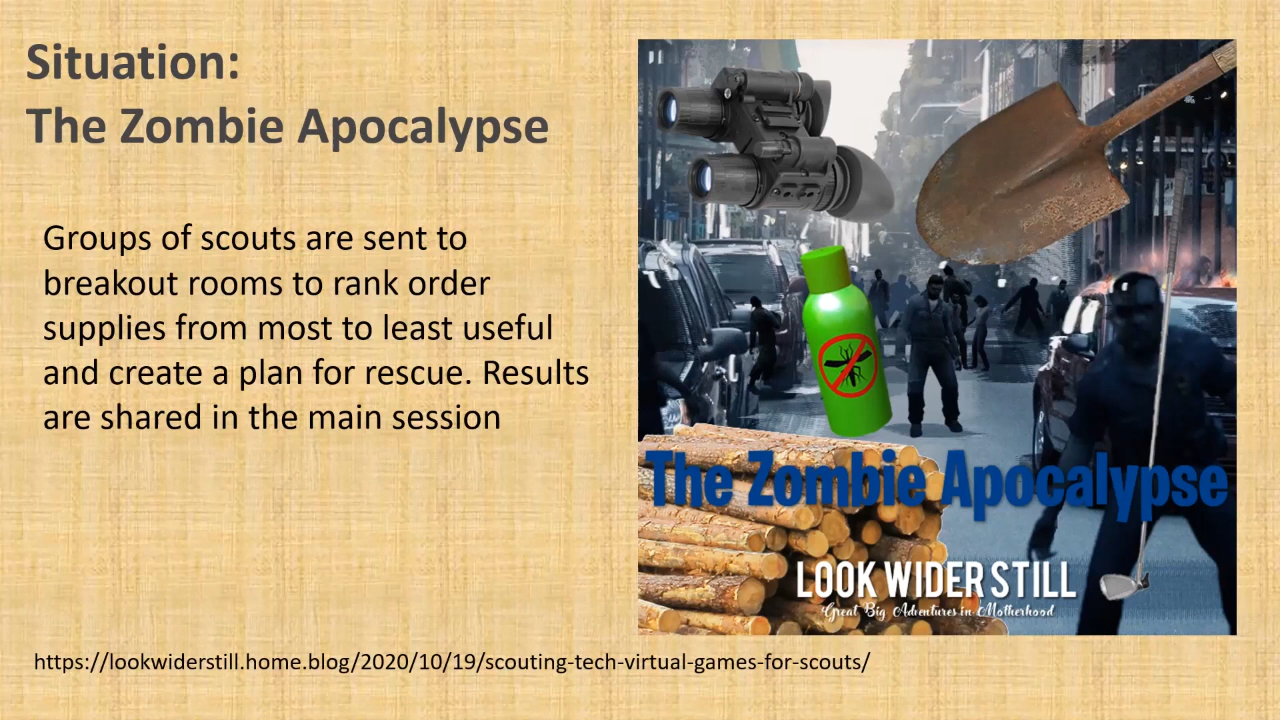 Situation:
The Zombie Apocalypse
Groups of scouts are sent to
breakout rooms to rank order
supplies from most to least useful
and create a plan for rescue. Results
are shared in the main session
The Zombie Apocalypse
LOOK WIDER STILL
Great Big Adventures in Motherhood
https://lookwiderstill.home.blog/2020/10/19/scouting-tech-virtual-games-for-scouts/